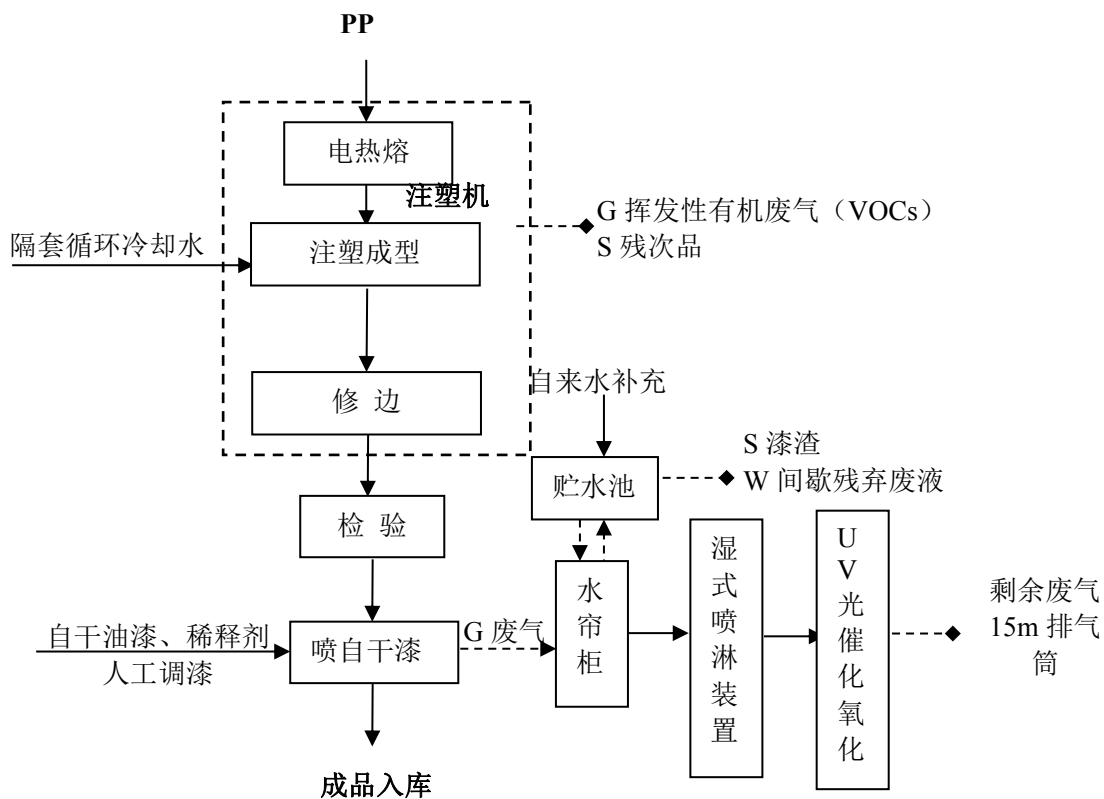 PP
电热熔
注塑机
G 挥发性有机废气（VOCs）
S 残次品
隔套循环冷却水
注塑成型
修 边
自来水补充
S 漆渣
W 间歇残弃废液
贮水池
检 验
湿式喷淋装置
UV光催化氧化
水帘柜
剩余废气
15m 排气
筒
自干油漆、稀释剂
人工调漆
喷自干漆
G 废气
成品入库